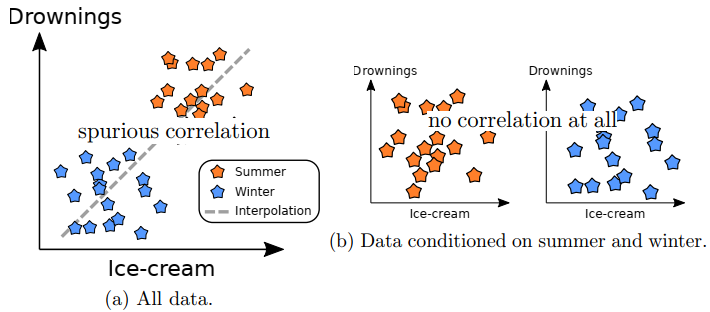 Drownings
spurious correlation
Summer
Winter
Interpolation
Ice-cream
(a) All data.
Drownings
Drownings
no correlation at all
Ice-cream
Ice-cream
(b) Data conditioned on summer and winter.